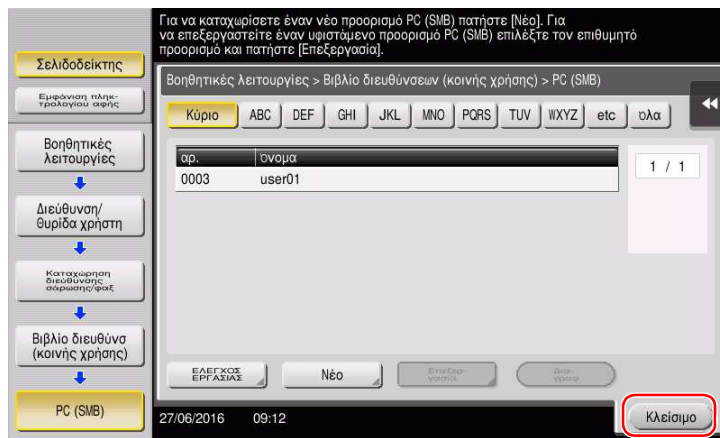 Για να καταχωρίσετε έναν νέο προορισμό PC (SMB) πατήστε [Νέο]. Για
να επεξεργαστείτε έναν υφιστάμενο προορισμό PC (SMB) επιλέξτε τον επιθυμητό
προορισμό και πατήστε [Επεξεργασία].
Σελιδοδείκτης
Εμφάνιση πληκ-
τρολογίου αφής
Βοηθητικές
λειτουργίες
Διεύθυνση/
Θυρίδα χρήστη
Καταχώρηση
διεύθυνσης
σάρωσης/φαξ
Βιβλίο διευθύνσ
(κοινής χρήσης)
PC (SMB)
Βοηθητικές λειτουργίες > Βιβλίο διευθύνσεων (κοινής χρήσης) > PC (SMB)
Κύριο ABC DEF GHI JKL MNO PQRS TUV WXYZ etc όλα
αρ. όνομα
0003 user01
1 / 1
ΕΛΕΓΧΟΣ
ΕΡΓΑΣΙΑΣ
Νέο
Επεξερ-
γασία
Δια-
γραφ
27/06/2016 09:12
Κλείσιμο